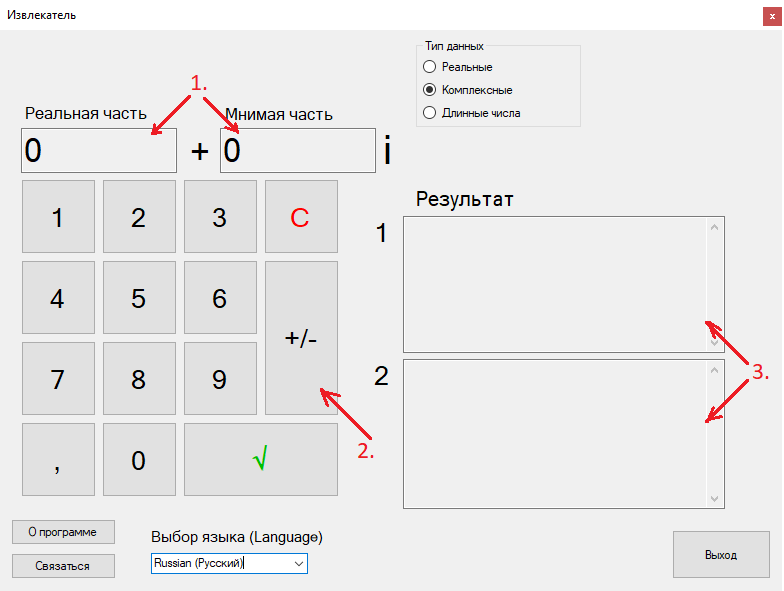 Извлекатель
x
Тип данных
Реальные
Комплексные
Длинные числа
1.
Реальная часть
Мнимая часть
0 + 0 i
1 2 3 C
4 5 6
+/-
7 8 9
, 0 √
Результат
1
2
2.
3.
О программе
Связаться
Выбор языка (Language)
Russian (Русский)
Выход